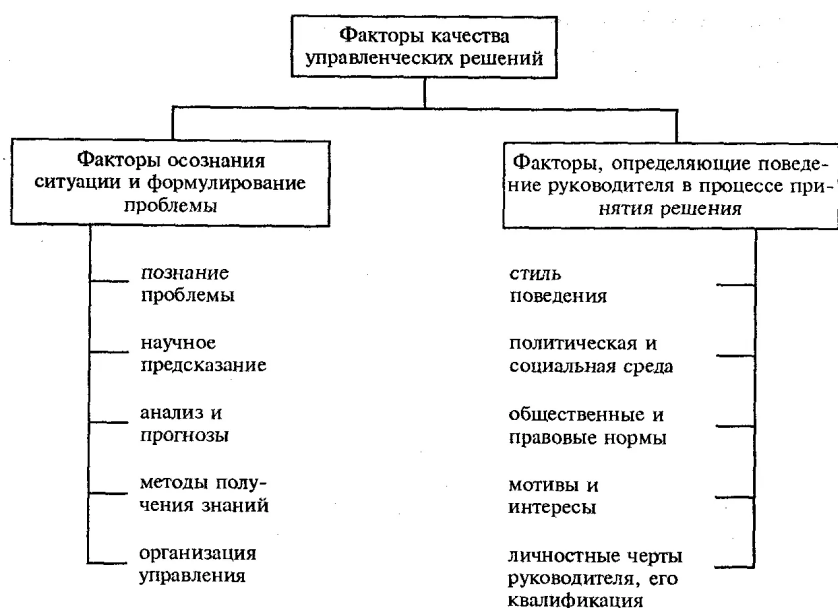 Факторы качества
управленческих решений
Факторы осознания
ситуации и формулирование
проблемы
познание
проблемы
научное
предсказание
анализ и
прогнозы
методы полу-
чения знаний
организация
управления
Факторы, определяющие поведе-
ние руководителя в процессе при-
нятия решения
стиль
поведения
политическая и
социальная среда
общественные и
правовые нормы
мотивы и
интересы
личностные черты
руководителя, его
квалификация